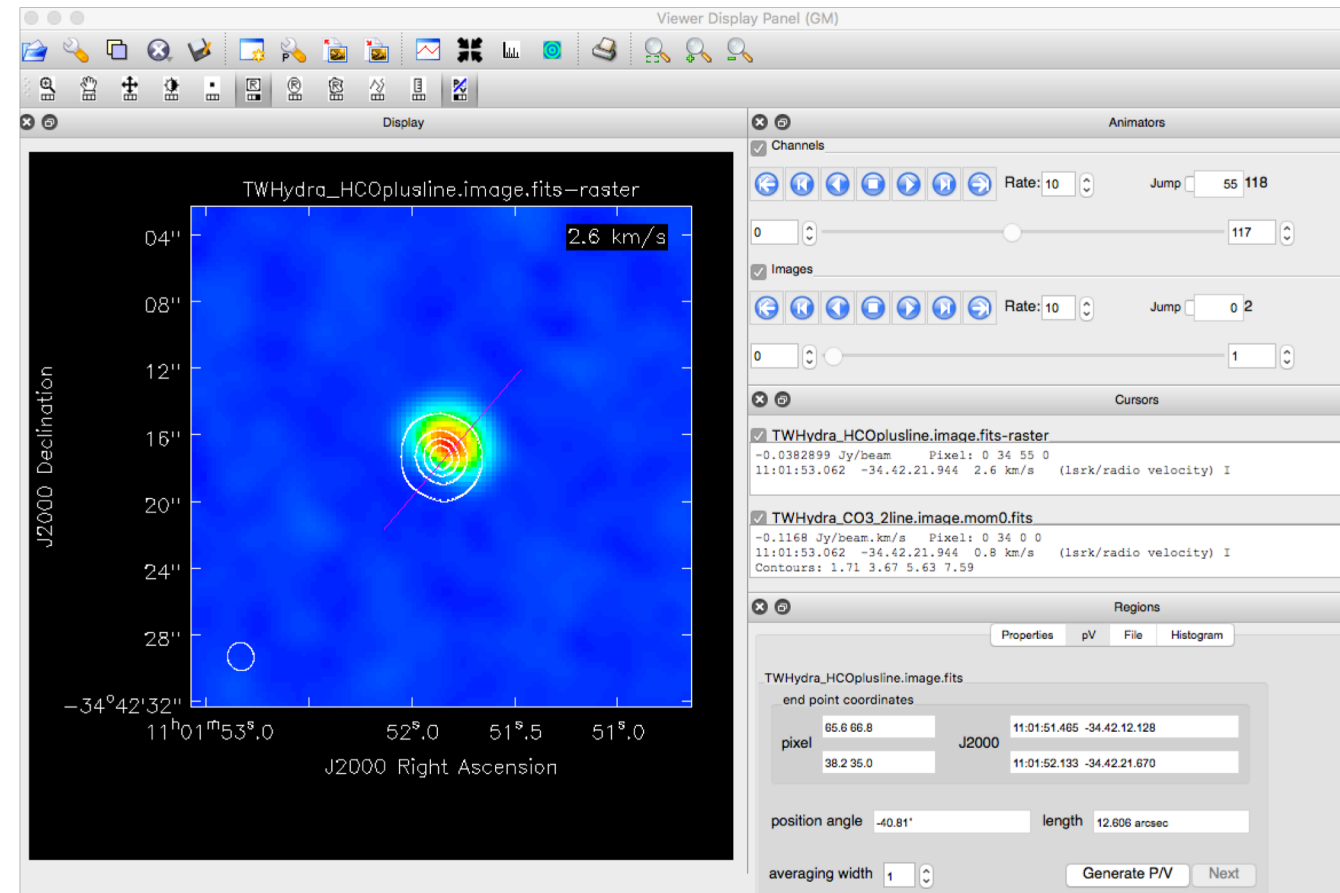 Viewer Display Panel (GM)
Display
TWHydra_HCOplusline.image.fits-raster
2.6 km/s
04"
08"
12"
16"
20"
24"
28"
-34°42'32"
J2000 Declination
11h01m53s.0
52s.0
51s.5
51s.0
J2000 Right Ascension
Animators
Channels
Rate: 10
Jump
55
118
0
117
Images
Rate: 10
Jump
0
2
0
1
Cursors
TWHydra_HCOplusline.image.fits-raster
-0.0382899 Jy/beam Pixel: 0 34 55 0
11:01:53.062 -34.42.21.944 2.6 km/s (lsrk/radio velocity) I
TWHydra_CO3_2line.image.mom0.fits
-0.1168 Jy/beam.km/s Pixel: 0 34 0 0
11:01:53.062 -34.42.21.944 0.8 km/s (lsrk/radio velocity) I
Contours: 1.71 3.67 5.63 7.59
Regions
Properties pV File Histogram
TWHydra_HCOplusline.image.fits
end point coordinates
pixel
65.6 66.8
38.2 35.0
J2000
11:01:51.465 -34.42.12.128
11:01:52.133 -34.42.21.670
position angle -40.81° length 12.606 arcsec
averaging width 1 Generate P/V Next